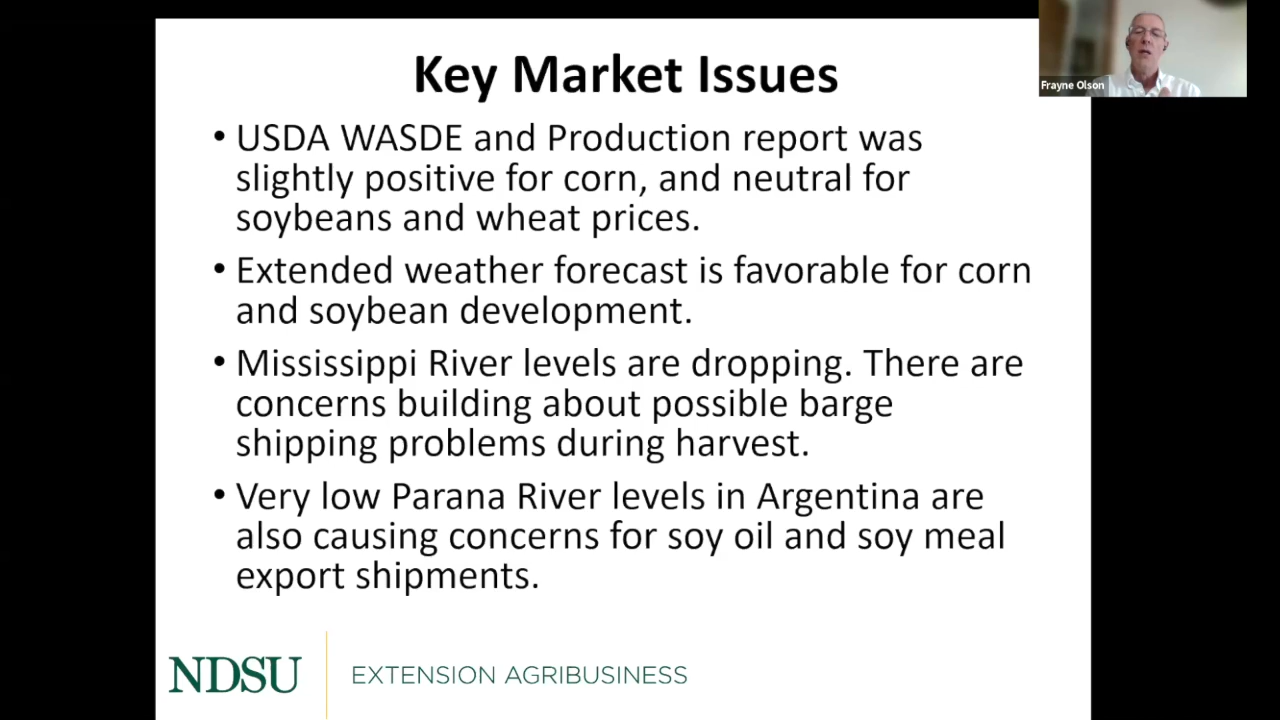 Key Market Issues
Frayne Olson
• USDA WASDE and Production report was
slightly positive for corn, and neutral for
soybeans and wheat prices.
• Extended weather forecast is favorable for corn
and soybean development.
• Mississippi River levels are dropping. There are
concerns building about possible barge
shipping problems during harvest.
• Very low Parana River levels in Argentina are
also causing concerns for soy oil and soy meal
export shipments.
NDSU
EXTENSION AGRIBUSINESS